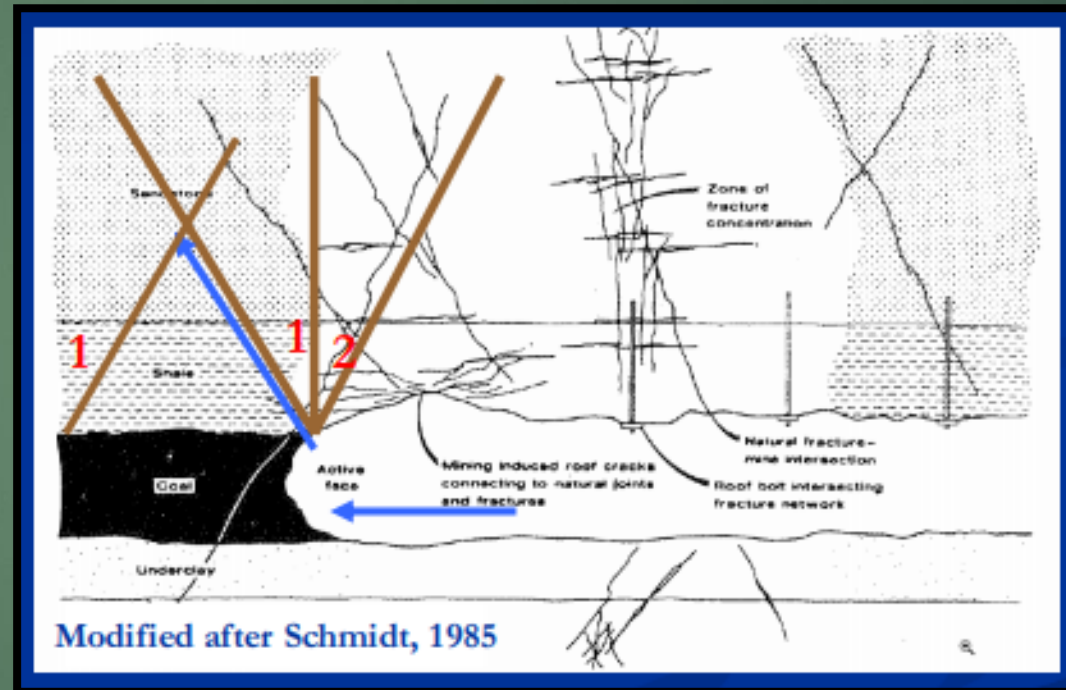 Zone of
fracture
concentration
Sandstone
1
1
2
Shale
Coal
Active
face
Mining induced roof cracks
connecting to natural joints
and fractures
Natural fracture-
mine intersection
Roof bolt intersecting
fracture network
Underclay
Modified after Schmidt, 1985